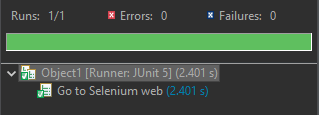 Runs: 1/1 Errors: 0 Failures: 0
Object1 [Runner: JUnit 5] (2.401 s)
Go to Selenium web (2.401 s)